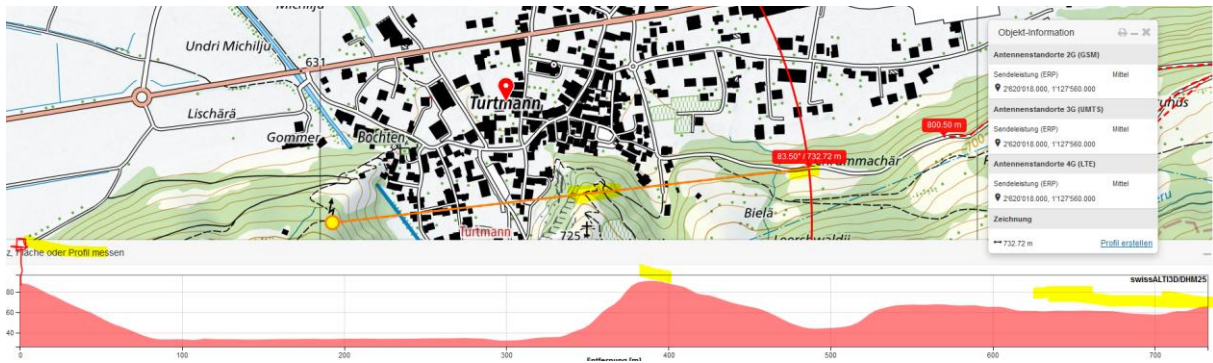 Michilju
Undri Michilju
631
Lischärä
Turtmann
Gommer
Bochten
83.50° / 732.72 m
800.50 m
Biela
725
Turtmann
Objekt-Information
Antennenstandorte 2G (GSM)
Sendeleistung (ERP) Mittel
2'620'018.000, 1'127'560.000
Antennenstandorte 3G (UMTS)
Sendeleistung (ERP) Mittel
2'620'018.000, 1'127'560.000
Antennenstandorte 4G (LTE)
Sendeleistung (ERP) Mittel
2'620'018.000, 1'127'560.000
Zeichnung
732.72 m Profil erstellen
z, Fläche oder Profil messen
swissALTI3D/DHM25
80
60
40
0 100 200 300 400 500 600 700
Entfernung [m]